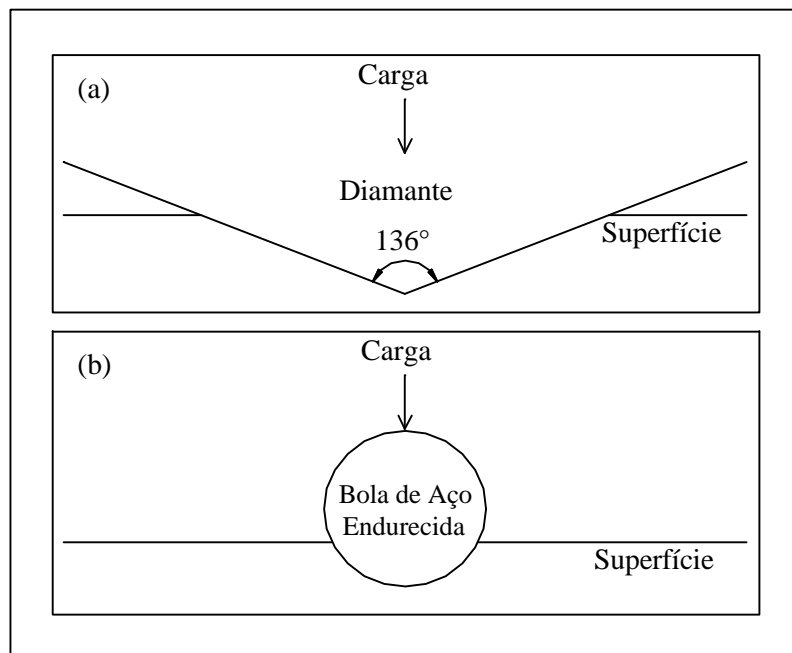 (a)
Carga
Diamante
136°
Superfície
(b)
Carga
Bola de Aço
Endurecida
Superfície